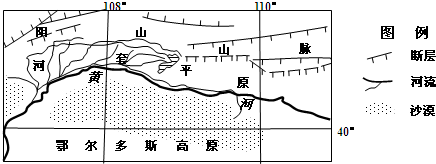 108° 110°
阴 山 山 脉
河 套 平 原
黄 河
40°
鄂尔多斯高原
图 例
断层
河流
沙漠